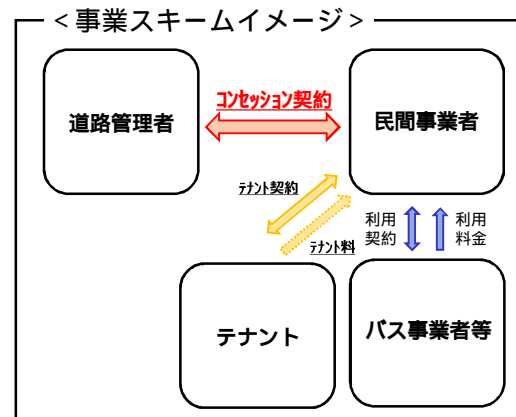 ＜事業スキームイメージ＞
道路管理者
コンセッション契約
民間事業者
テナント契約
テナント料
利用
契約
利用
料金
テナント
バス事業者等